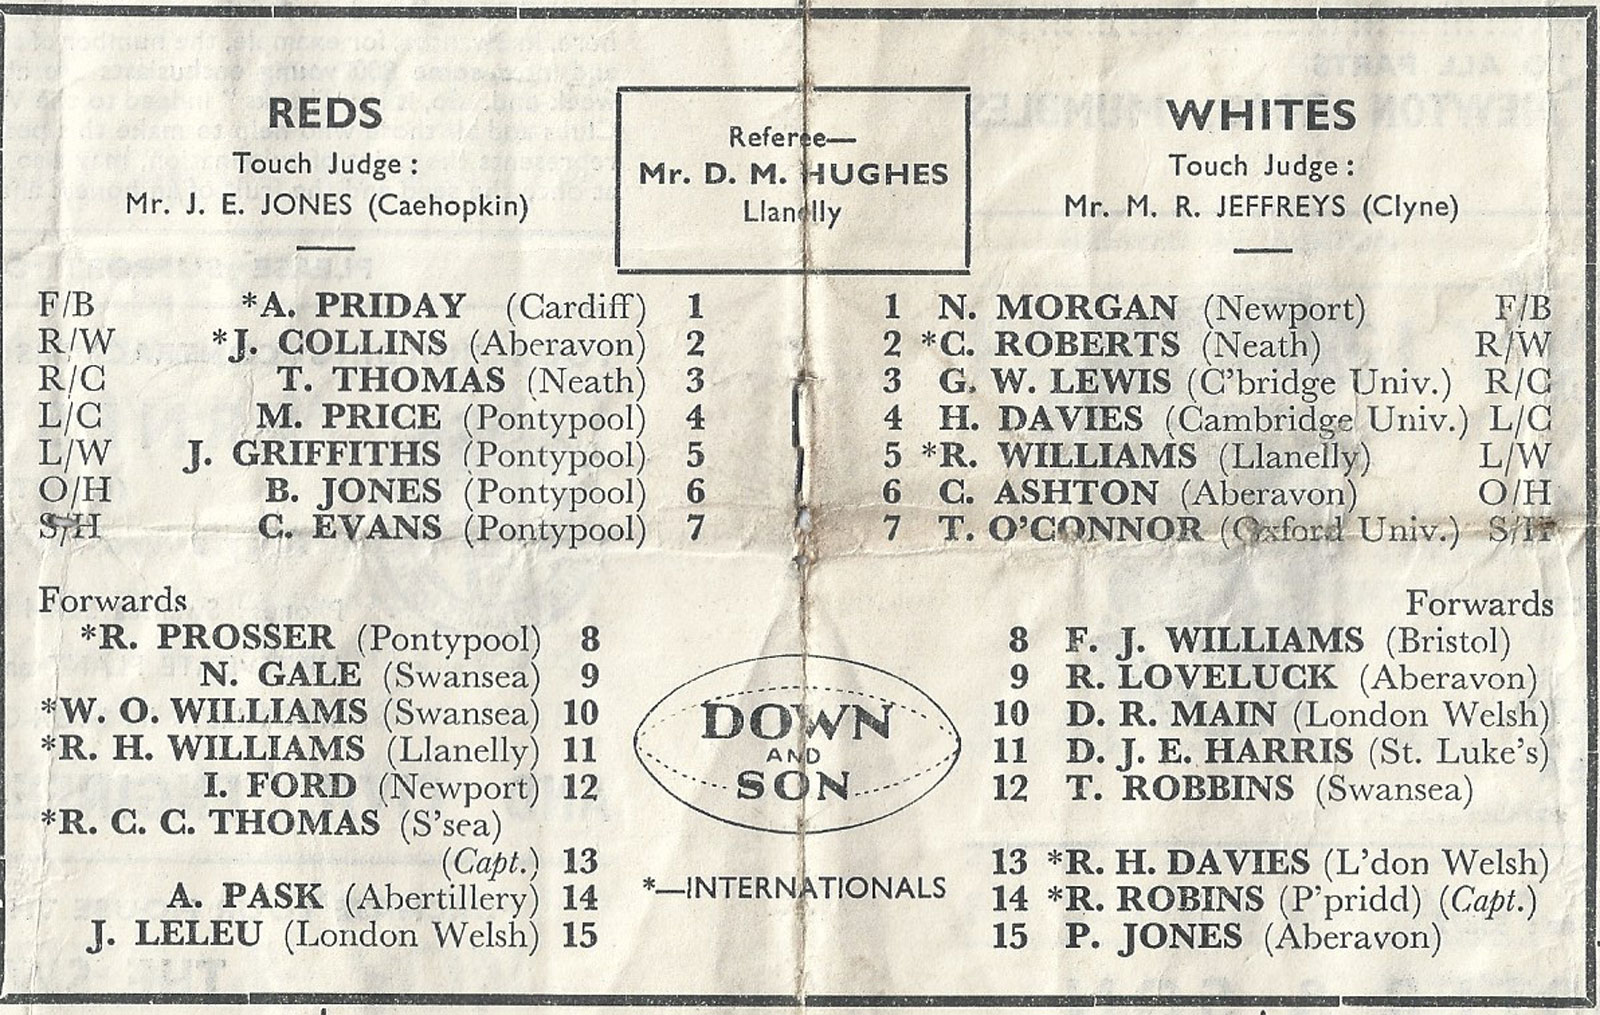 REDS
Touch Judge :
Mr. J. E. JONES (Caehopkin)
Referee—
Mr. D. M. HUGHES
Llanelly
WHITES
Touch Judge :
Mr. M. R. JEFFREYS (Clyne)
F/B *A. PRIDAY (Cardiff) 1
R/W *J. COLLINS (Aberavon) 2
R/C T. THOMAS (Neath) 3
L/C M. PRICE (Pontypool) 4
L/W J. GRIFFITHS (Pontypool) 5
O/H B. JONES (Pontypool) 6
S/H C. EVANS (Pontypool) 7
Forwards
*R. PROSSER (Pontypool) 8
N. GALE (Swansea) 9
*W. O. WILLIAMS (Swansea) 10
*R. H. WILLIAMS (Llanelly) 11
I. FORD (Newport) 12
*R. C. C. THOMAS (S'sea)
(Capt.) 13
A. PASK (Abertillery) 14
J. LELEU (London Welsh) 15
DOWN
AND
SON
*—INTERNATIONALS
1 N. MORGAN (Newport) F/B
2 *C. ROBERTS (Neath) R/W
3 G. W. LEWIS (C'bridge Univ.) R/C
4 H. DAVIES (Cambridge Univ.) L/C
5 *R. WILLIAMS (Llanelly) L/W
6 C. ASHTON (Aberavon) O/H
7 T. O'CONNOR (Oxford Univ.) S/H
Forwards
8 F. J. WILLIAMS (Bristol)
9 R. LOVELUCK (Aberavon)
10 D. R. MAIN (London Welsh)
11 D. J. E. HARRIS (St. Luke's)
12 T. ROBBINS (Swansea)
13 *R. H. DAVIES (L'don Welsh)
14 *R. ROBINS (P'pridd) (Capt.)
15 P. JONES (Aberavon)